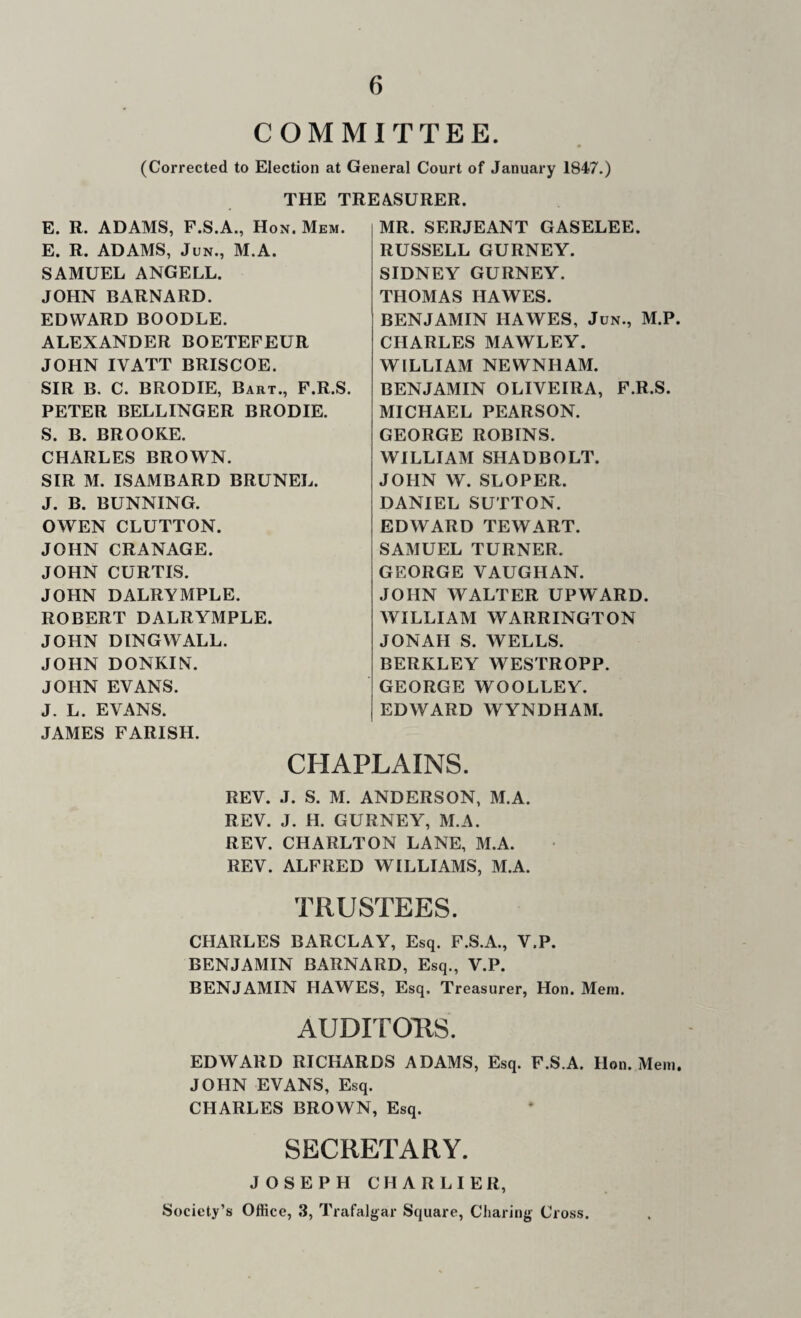 6
COMMITTEE.
(Corrected to Election at General Court of January 1847.)
THE TREASURER.
E. R. ADAMS, F.S.A., Hon. Mem.
E. R. ADAMS, Jun., M.A.
SAMUEL ANGELL.
JOHN BARNARD.
EDWARD BOODLE.
ALEXANDER BOETEFEUR
JOHN IVATT BRISCOE.
SIR B. C. BRODIE, Bart., F.R.S.
PETER BELLINGER BRODIE.
S. B. BROOKE.
CHARLES BROWN.
SIR M. ISAMBARD BRUNEL.
J. B. BUNNING.
OWEN CLUTTON.
JOHN CRANAGE.
JOHN CURTIS.
JOHN DALRYMPLE.
ROBERT DALRYMPLE.
JOHN DINGWALL.
JOHN DONKIN.
JOHN EVANS.
J. L. EVANS.
JAMES FARISH.
MR. SERJEANT GASELEE.
RUSSELL GURNEY.
SIDNEY GURNEY.
THOMAS HAWES.
BENJAMIN HAWES, Jun., M.P.
CHARLES MAWLEY.
WILLIAM NEWNHAM.
BENJAMIN OLIVEIRA, F.R.S.
MICHAEL PEARSON.
GEORGE ROBINS.
WILLIAM SHADBOLT.
JOHN W. SLOPER.
DANIEL SUTTON.
EDWARD TEWART.
SAMUEL TURNER.
GEORGE VAUGHAN.
JOHN WALTER UPWARD.
WILLIAM WARRINGTON
JONAH S. WELLS.
BERKLEY WESTROPP.
GEORGE WOOLLEY.
EDWARD WYNDHAM.
CHAPLAINS.
REV. J. S. M. ANDERSON, M.A.
REV. J. H. GURNEY, M.A.
REV. CHARLTON LANE, M.A.
REV. ALFRED WILLIAMS, M.A.
TRUSTEES.
CHARLES BARCLAY, Esq. F.S.A., V.P.
BENJAMIN BARNARD, Esq., V.P.
BENJAMIN HAWES, Esq. Treasurer, Hon. Mem.
AUDITORS.
EDWARD RICHARDS ADAMS, Esq. F.S.A. Hon. Mem.
JOHN EVANS, Esq.
CHARLES BROWN, Esq.
SECRETARY.
JOSEPH CHARLIER,
Society's Office, 3, Trafalgar Square, Charing Cross.